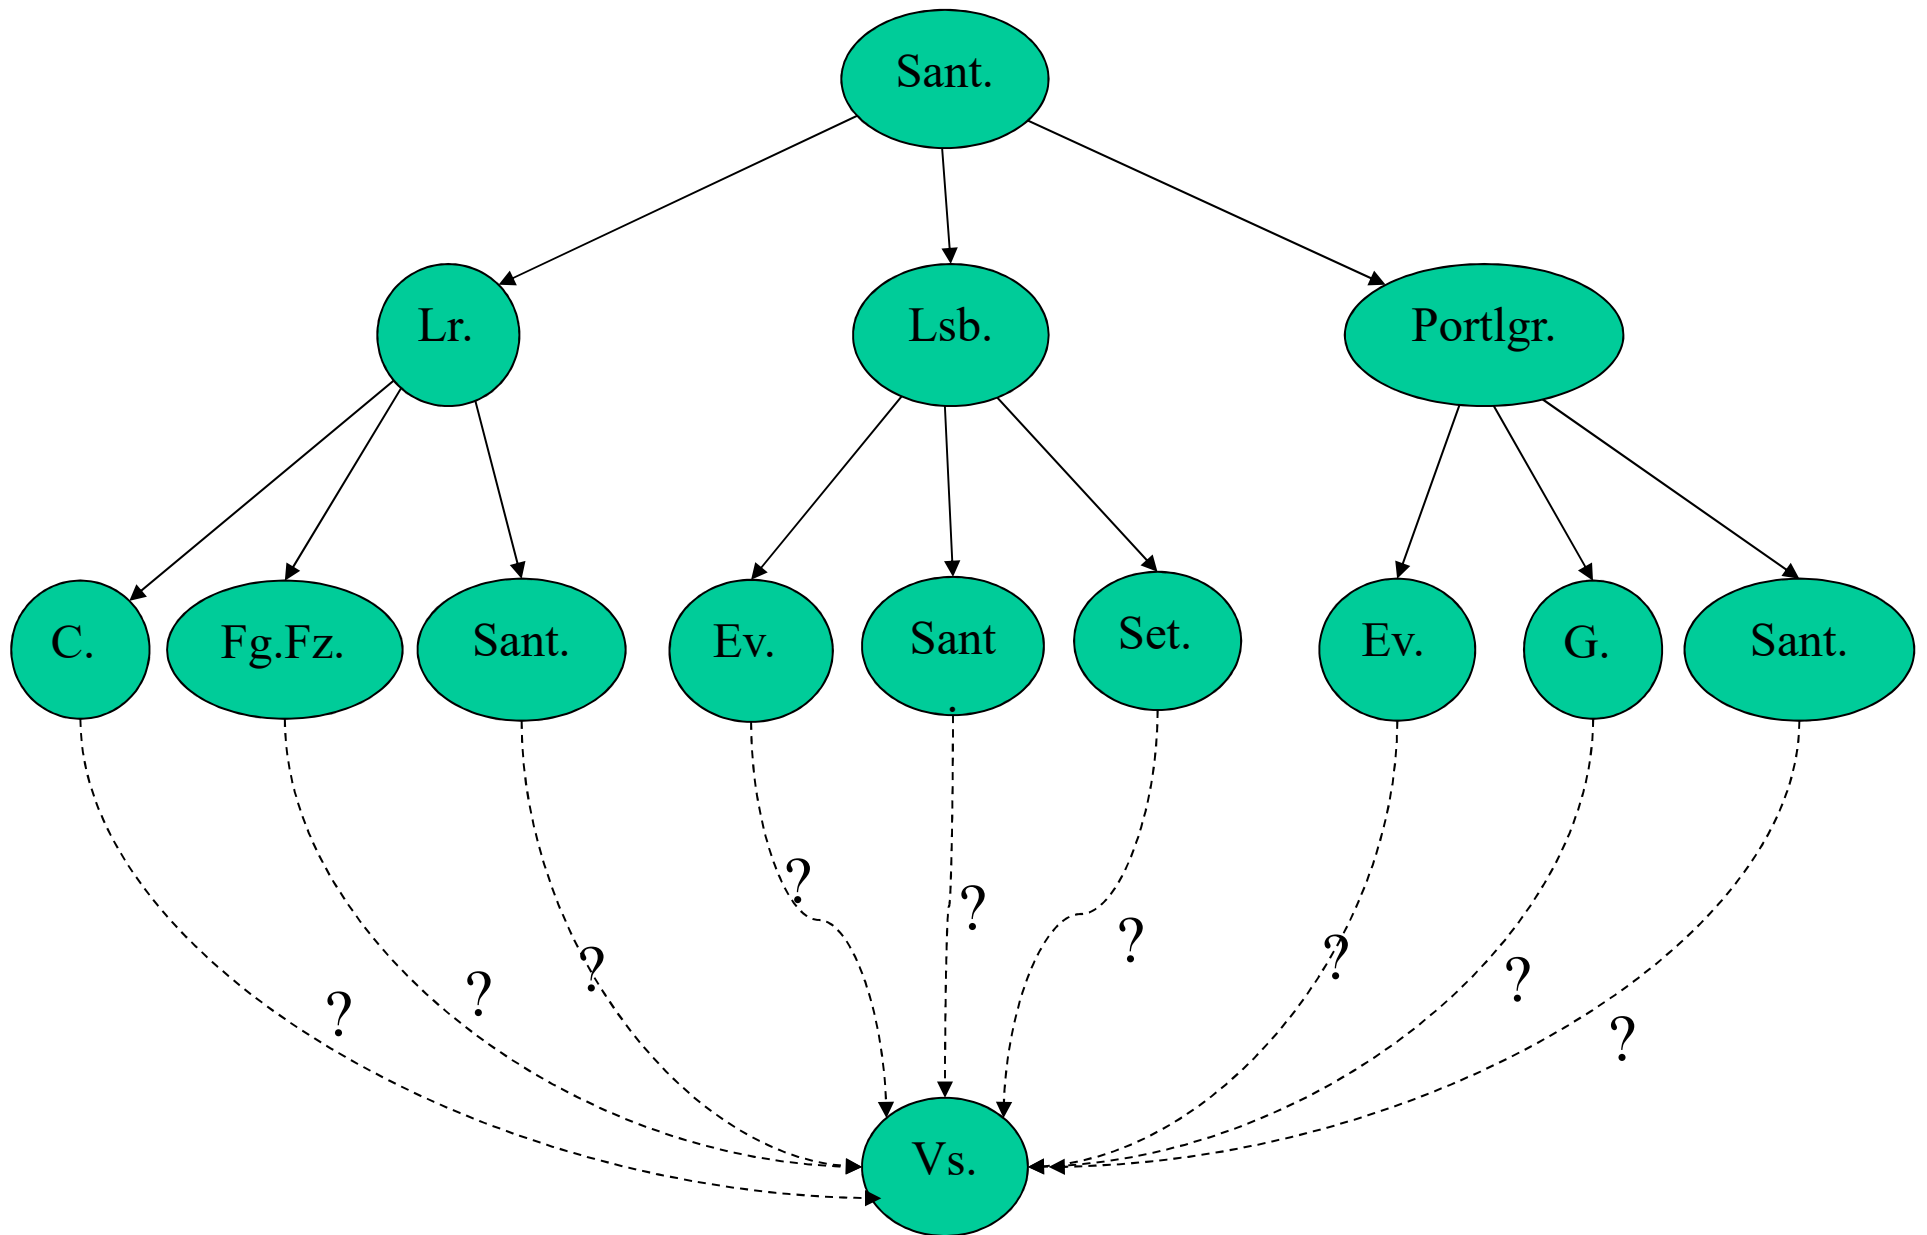 Sant.
Lr.
Lsb.
Portlgr.
C.
Fg.Fz.
Sant.
Ev.
Sant
.
Set.
Ev.
G.
Sant.
?
?
?
?
?
?
?
?
?
Vs.